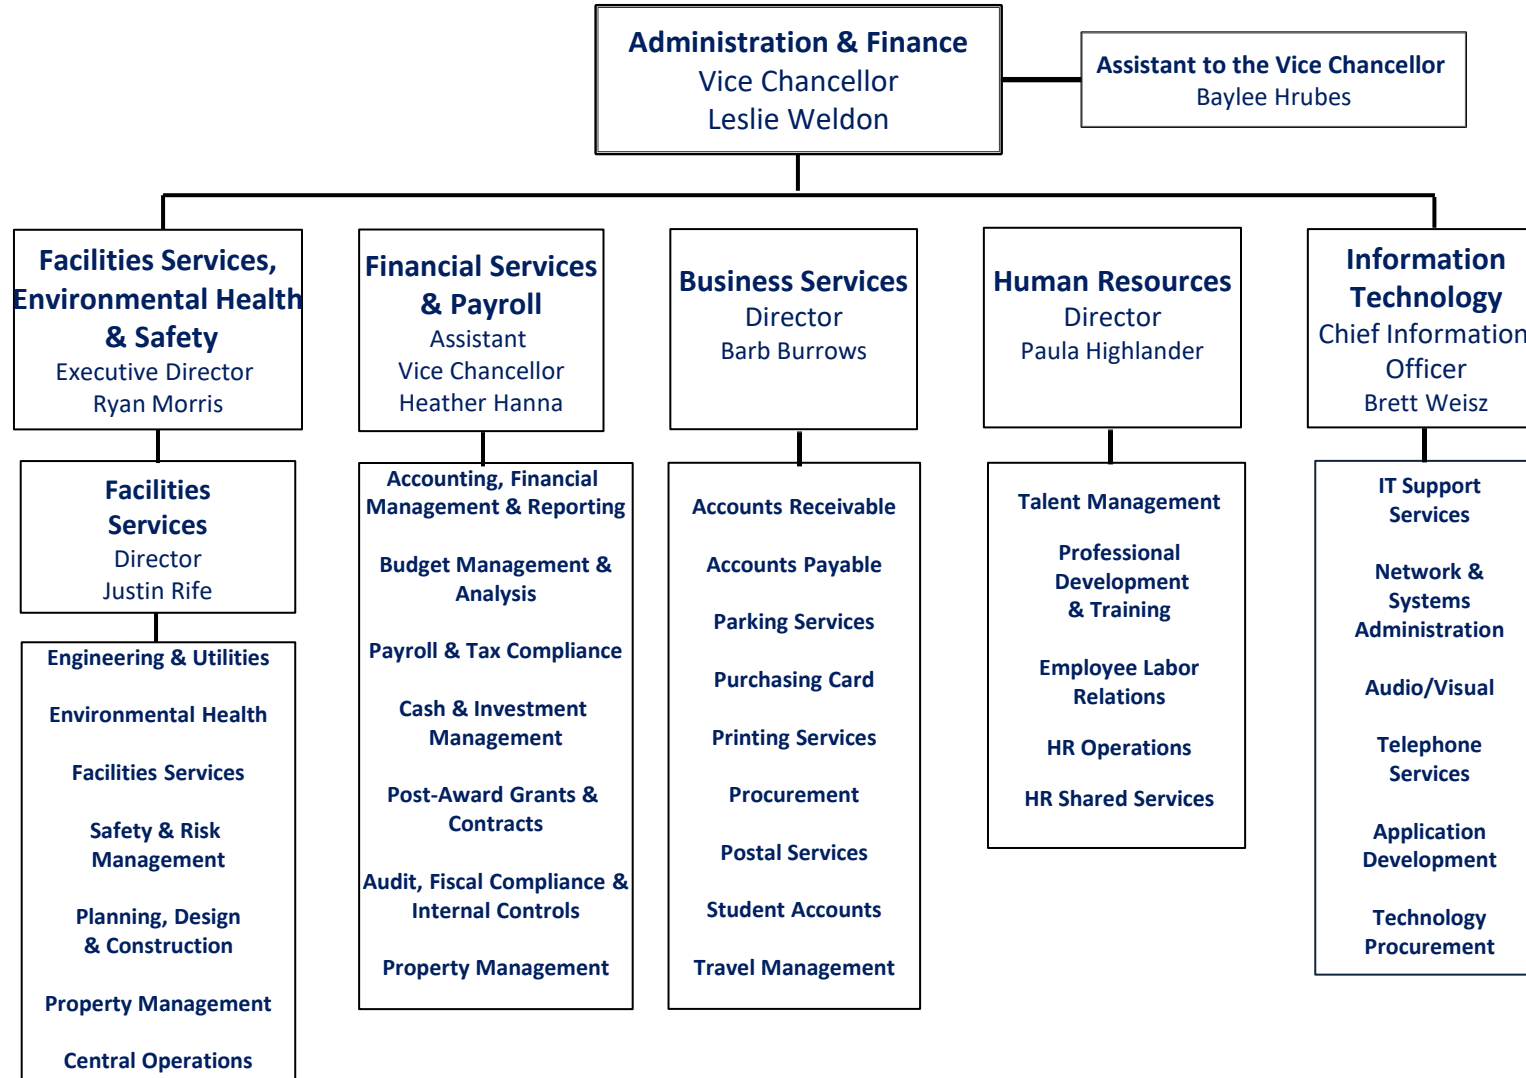 Administration & Finance
Vice Chancellor
Leslie Weldon
Assistant to the Vice Chancellor
Baylee Hrubes
Facilities Services,
Environmental Health
& Safety
Executive Director
Ryan Morris
Facilities
Services
Director
Justin Rife
Engineering & Utilities
Environmental Health
Facilities Services
Safety & Risk
Management
Planning, Design
& Construction
Property Management
Central Operations
Financial Services
& Payroll
Assistant
Vice Chancellor
Heather Hanna
Accounting, Financial
Management & Reporting
Budget Management &
Analysis
Payroll & Tax Compliance
Cash & Investment
Management
Post-Award Grants &
Contracts
Audit, Fiscal Compliance &
Internal Controls
Property Management
Business Services
Director
Barb Burrows
Accounts Receivable
Accounts Payable
Parking Services
Purchasing Card
Printing Services
Procurement
Postal Services
Student Accounts
Travel Management
Human Resources
Director
Paula Highlander
Talent Management
Professional
Development
& Training
Employee Labor
Relations
HR Operations
HR Shared Services
Information
Technology
Chief Information
Officer
Brett Weisz
IT Support
Services
Network &
Systems
Administration
Audio/Visual
Telephone
Services
Application
Development
Technology
Procurement